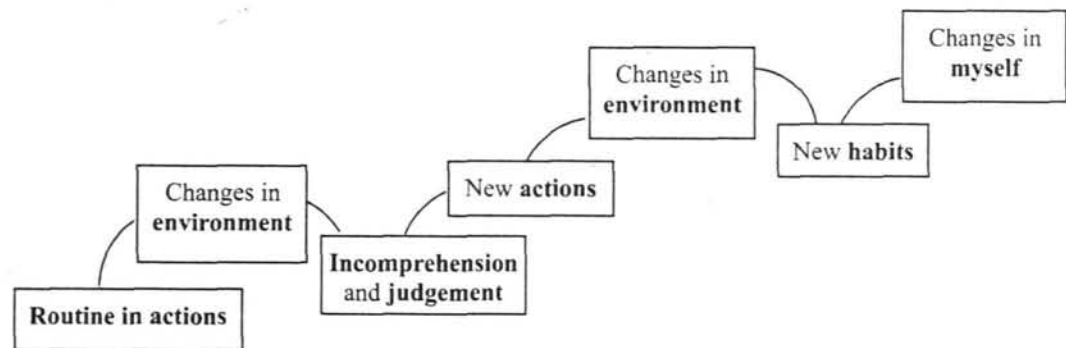 Routine in actions
Changes in
environment
Incomprehension
and judgement
New actions
Changes in
environment
New habits
Changes in
myself